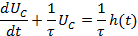 dU_C/dt + 1/τ U_C = 1/τ h(t)